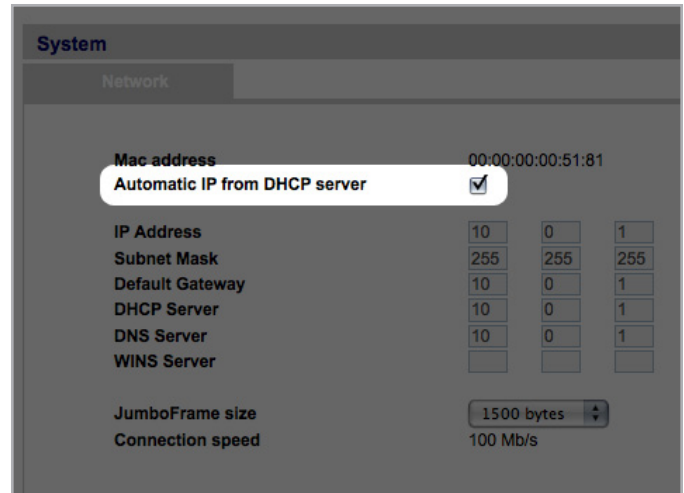 System
Network
Mac address 00:00:00:00:51:81
Automatic IP from DHCP server
IP Address 10 0 1
Subnet Mask 255 255 255
Default Gateway 10 0 1
DHCP Server 10 0 1
DNS Server 10 0 1
WINS Server
JumboFrame size 1500 bytes
Connection speed 100 Mb/s